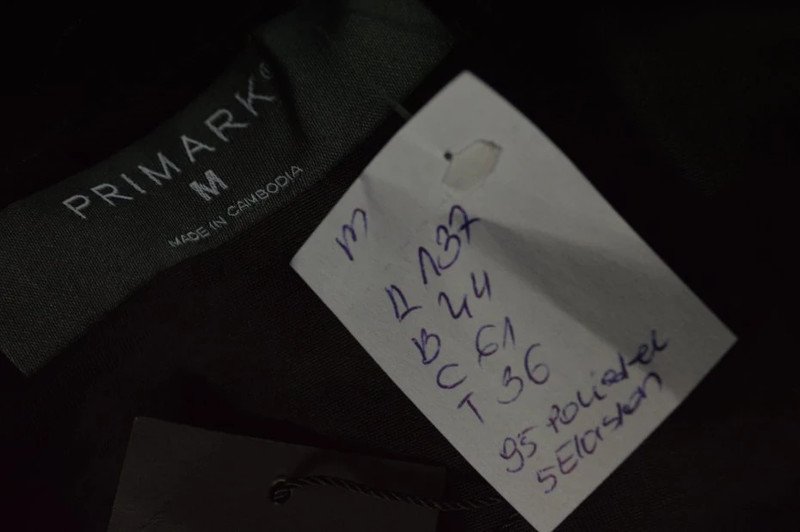 PRIMARK
M
MADE IN CAMBODIA
M
Д 137
В 44
С 61
Т 36
95 Poliester
5 Elastan